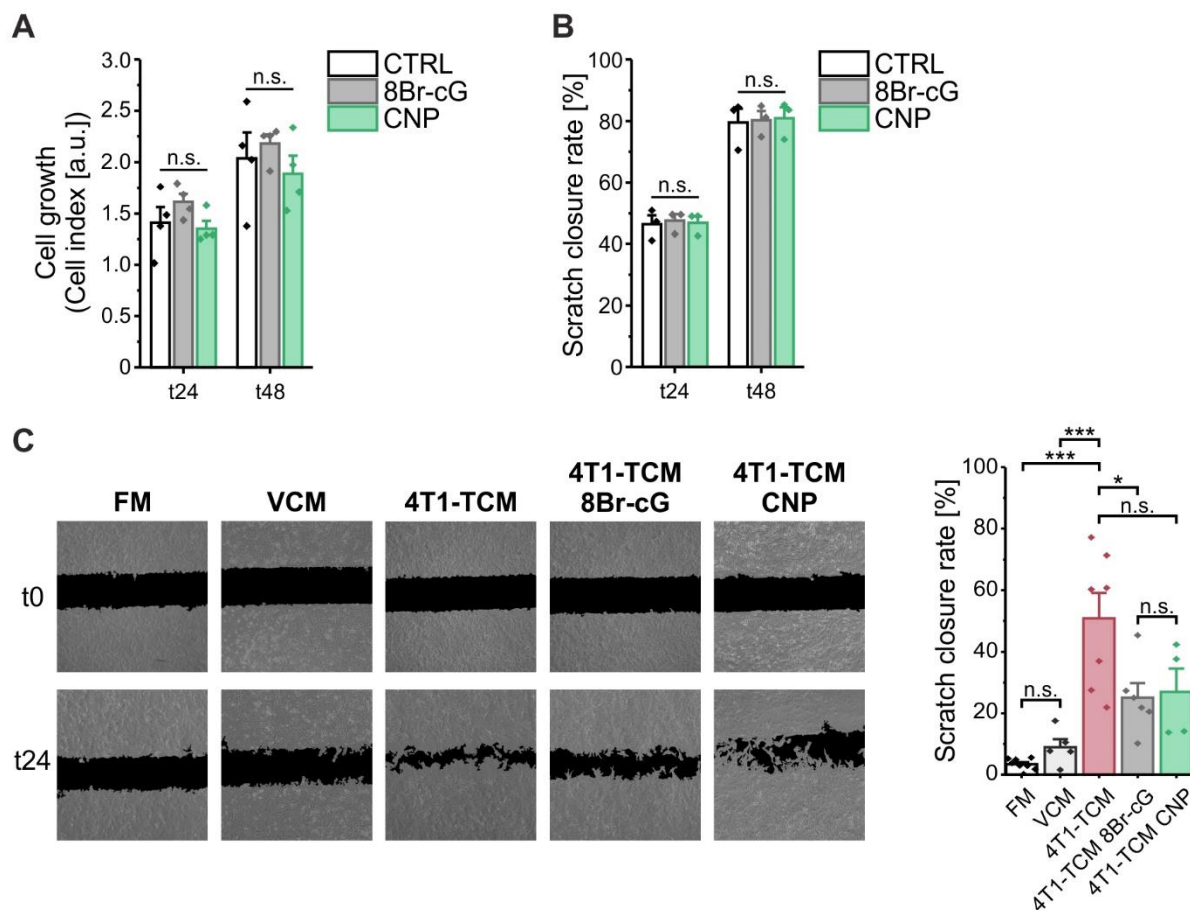 A
Cell growth
(Cell index [a.u.])
3.0
2.5
2.0
1.5
1.0
0.5
0
n.s.
n.s.
t24
t48
CTRL
8Br-cG
CNP
B
Scratch closure rate [%]
100
80
60
40
20
0
n.s.
n.s.
t24
t48
CTRL
8Br-cG
CNP
C
FM
VCM
4T1-TCM
4T1-TCM
8Br-cG
4T1-TCM
CNP
t0
t24
Scratch closure rate [%]
100
80
60
40
20
0
***
***
*
n.s.
n.s.
n.s.
FM
VCM
4T1-TCM
4T1-TCM 8Br-cG
4T1-TCM CNP